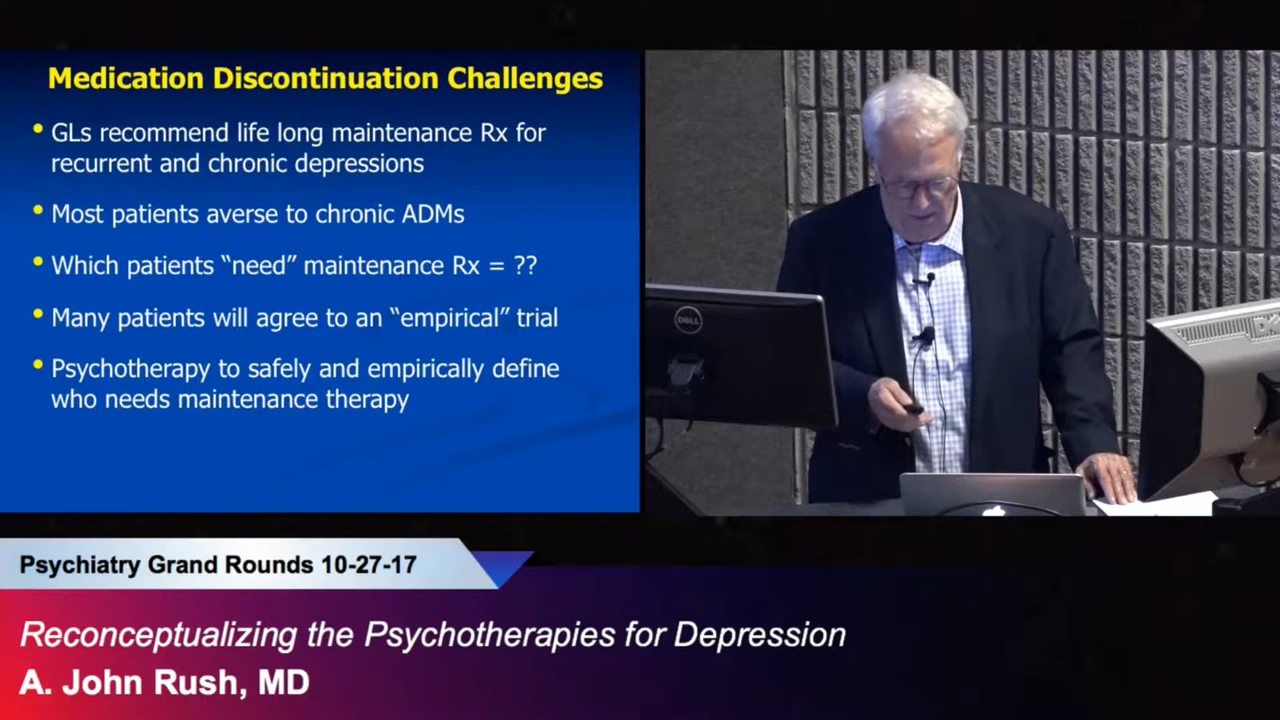 Medication Discontinuation Challenges
• GLs recommend life long maintenance Rx for
recurrent and chronic depressions
• Most patients averse to chronic ADMs
• Which patients “need” maintenance Rx = ??
• Many patients will agree to an “empirical” trial
• Psychotherapy to safely and empirically define
who needs maintenance therapy
DELL
Psychiatry Grand Rounds 10-27-17
Reconceptualizing the Psychotherapies for Depression
A. John Rush, MD